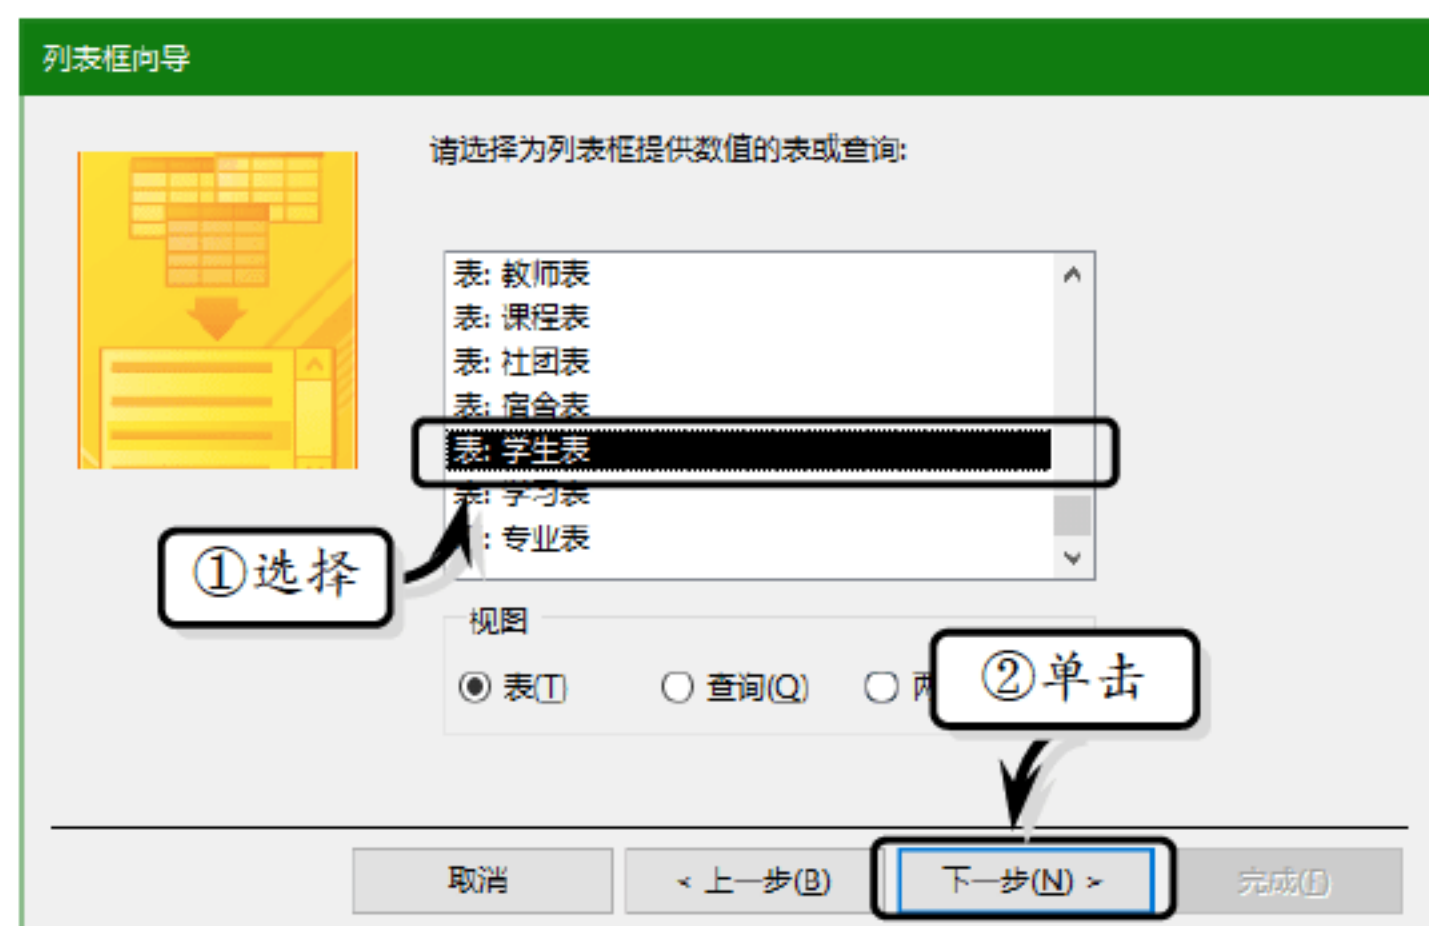 列表框向导
请选择为列表框提供数值的表或查询:
表: 教师表
表: 课程表
表: 社团表
表: 宿舍表
表: 学生表
表: 学习表
: 专业表
①选择
视图
表(T) 查询(Q)
②单击
取消 < 上一步(B) 下一步(N) > 完成(F)